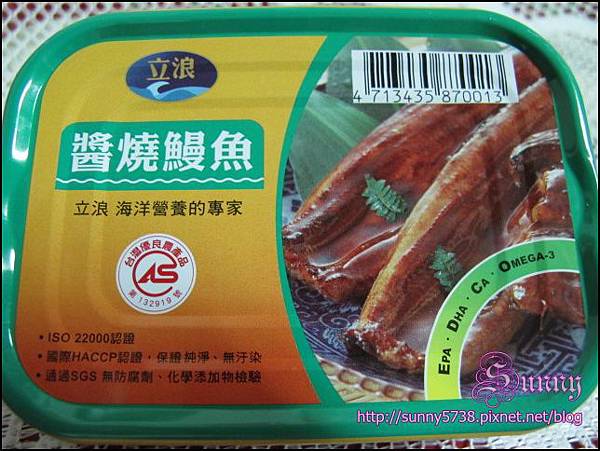 立浪
醬燒鰻魚
立浪 海洋營養的專家
台灣優良農產品
CAS
第 132919 號
• ISO 22000認證
• 國際HACCP認證，保證純淨、無汙染
• 通過SGS 無防腐劑、化學添加物檢驗
4 713435 870013
EPA · DHA · CA · OMEGA-3
Sunny
http://sunny5738.pixnet.net/blog